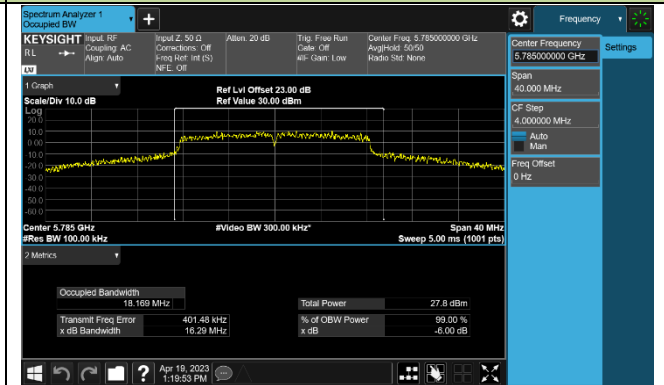 Spectrum Analyzer 1
Occupied BW
Frequency
KEYSIGHT
RL
LXI
Input: RF
Coupling: AC
Align: Auto
Input Z: 50 Ω
Corrections: Off
Freq Ref: Int (S)
NFE: Off
Atten: 20 dB
Trig: Free Run
Gate: Off
#IF Gain: Low
Center Freq: 5.785000000 GHz
Avg|Hold: 50/50
Radio Std: None
Center Frequency
5.785000000 GHz
Settings
Span
40.000 MHz
CF Step
4.000000 MHz
Auto
Man
Freq Offset
0 Hz
1 Graph
Scale/Div 10.0 dB
Ref Lvl Offset 23.00 dB
Ref Value 30.00 dBm
Log
20.0
10.0
0.00
-10.0
-20.0
-30.0
-40.0
-50.0
-60.0
Center 5.785 GHz
#Video BW 300.00 kHz*
Span 40 MHz
#Res BW 100.00 kHz
Sweep 5.00 ms (1001 pts)
2 Metrics
Occupied Bandwidth
18.169 MHz
Total Power
27.8 dBm
Transmit Freq Error
401.48 kHz
% of OBW Power
99.00 %
x dB Bandwidth
16.29 MHz
x dB
-6.00 dB
Apr 19, 2023
1:19:53 PM